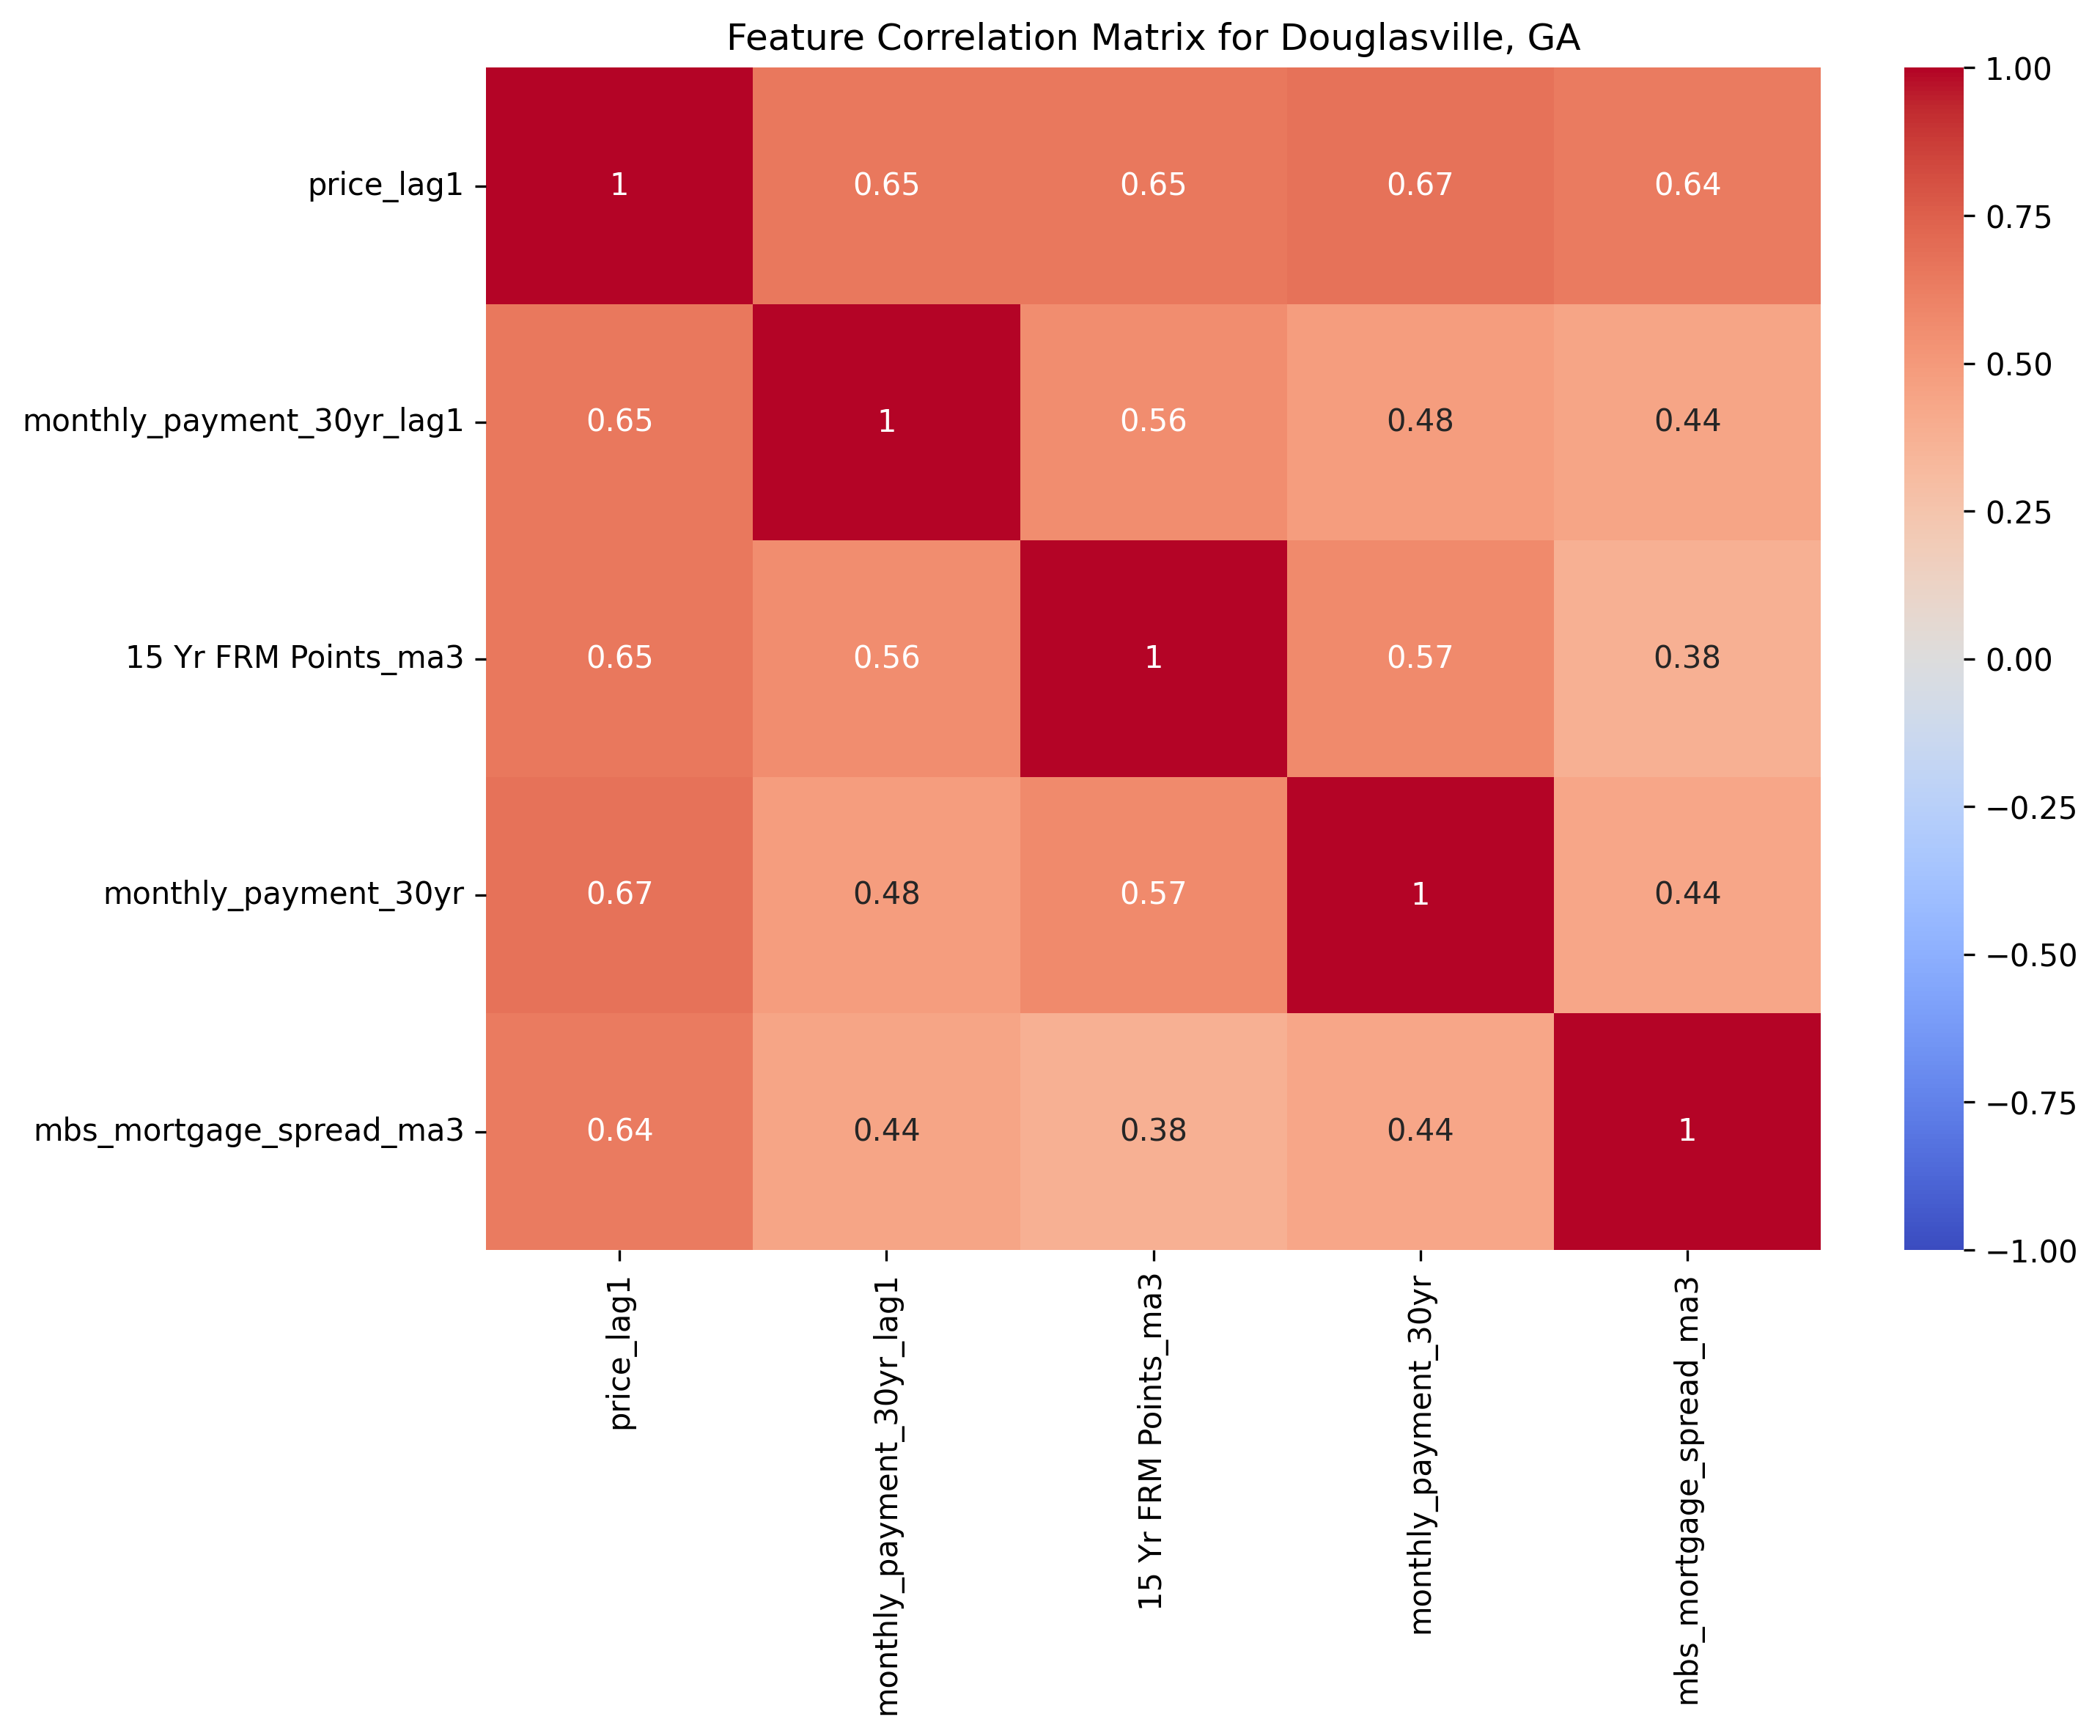 Feature Correlation Matrix for Douglasville, GA
price_lag1 1 0.65 0.65 0.67 0.64
monthly_payment_30yr_lag1 0.65 1 0.56 0.48 0.44
15 Yr FRM Points_ma3 0.65 0.56 1 0.57 0.38
monthly_payment_30yr 0.67 0.48 0.57 1 0.44
mbs_mortgage_spread_ma3 0.64 0.44 0.38 0.44 1
price_lag1
monthly_payment_30yr_lag1
15 Yr FRM Points_ma3
monthly_payment_30yr
mbs_mortgage_spread_ma3
1.00
0.75
0.50
0.25
0.00
−0.25
−0.50
−0.75
−1.00